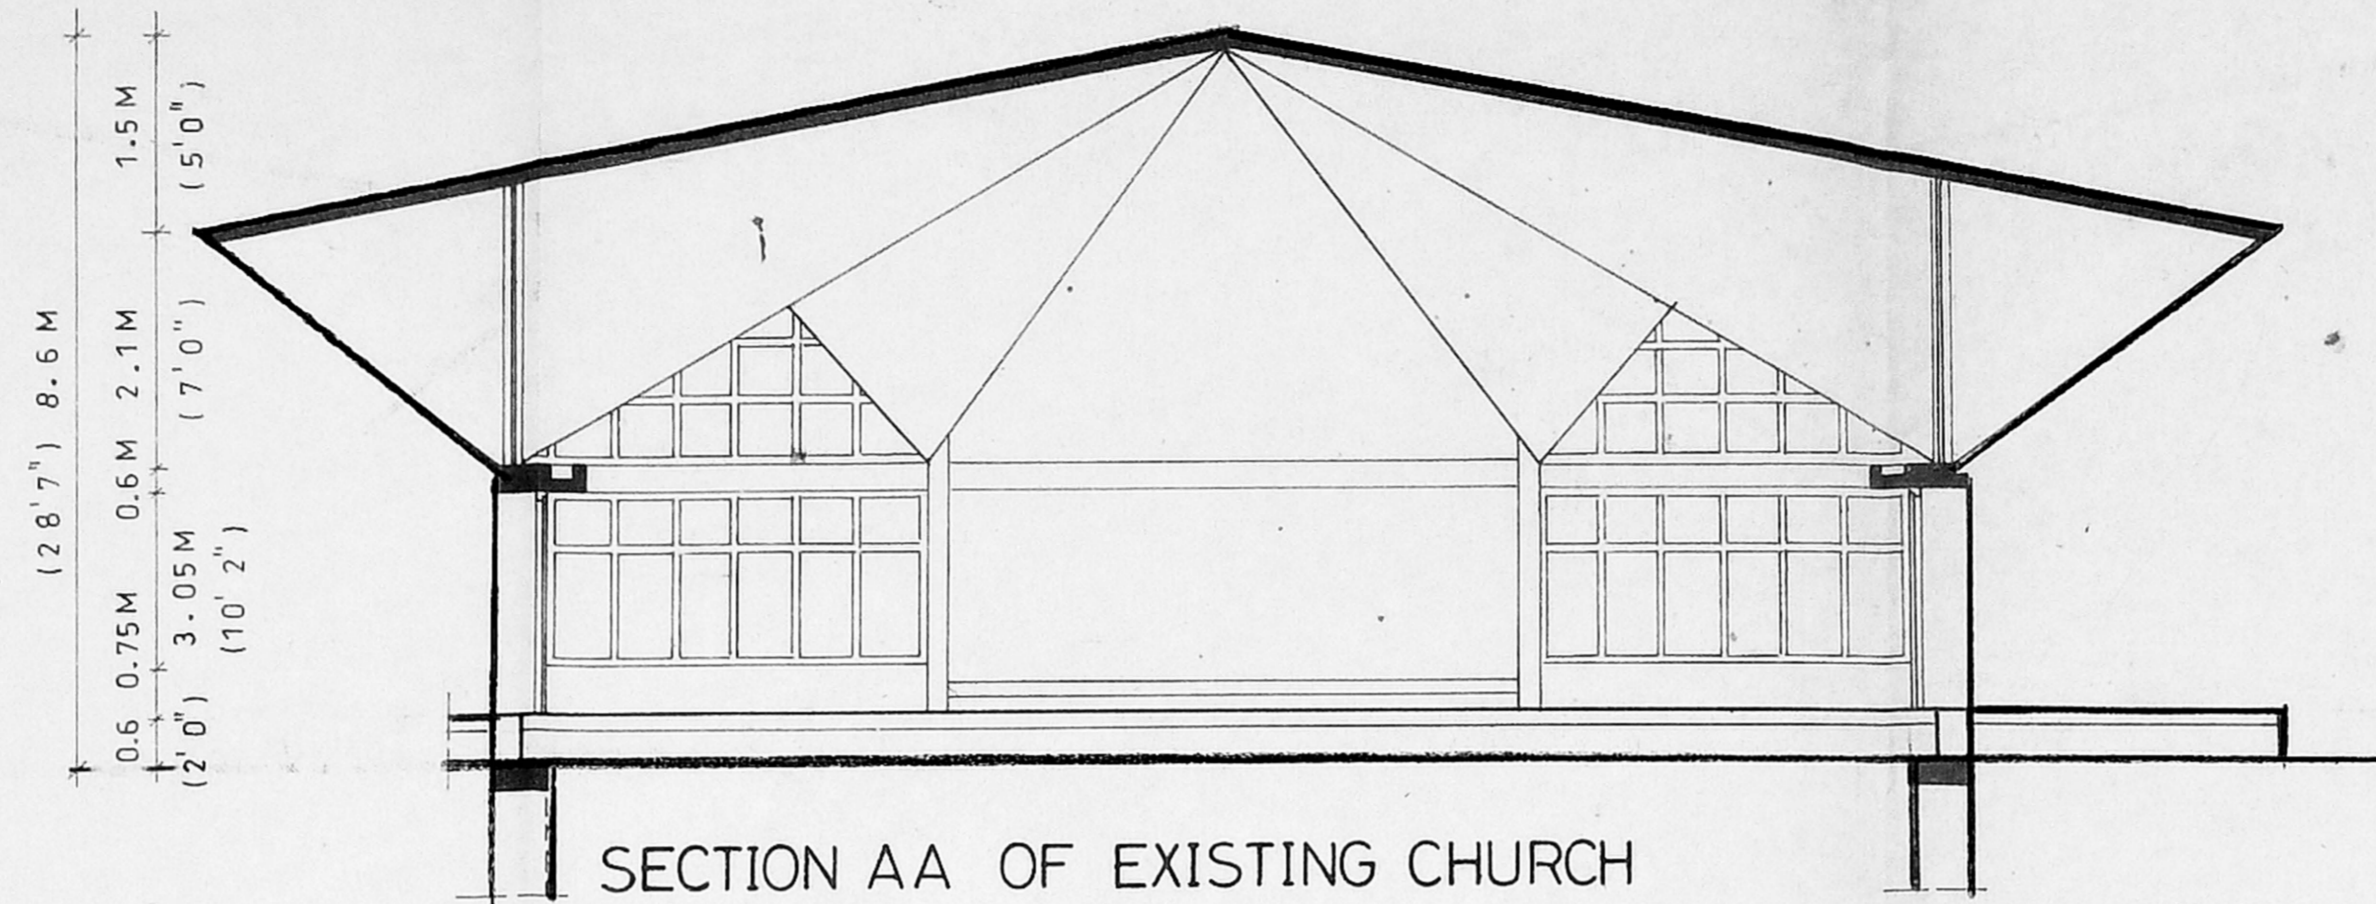 (28'7") 8.6 M
0.6 0.75M 0.6M 2.1M 1.5M
(2'0") 3.05M (7'0") (5'0")
(10'2")
SECTION AA OF EXISTING CHURCH